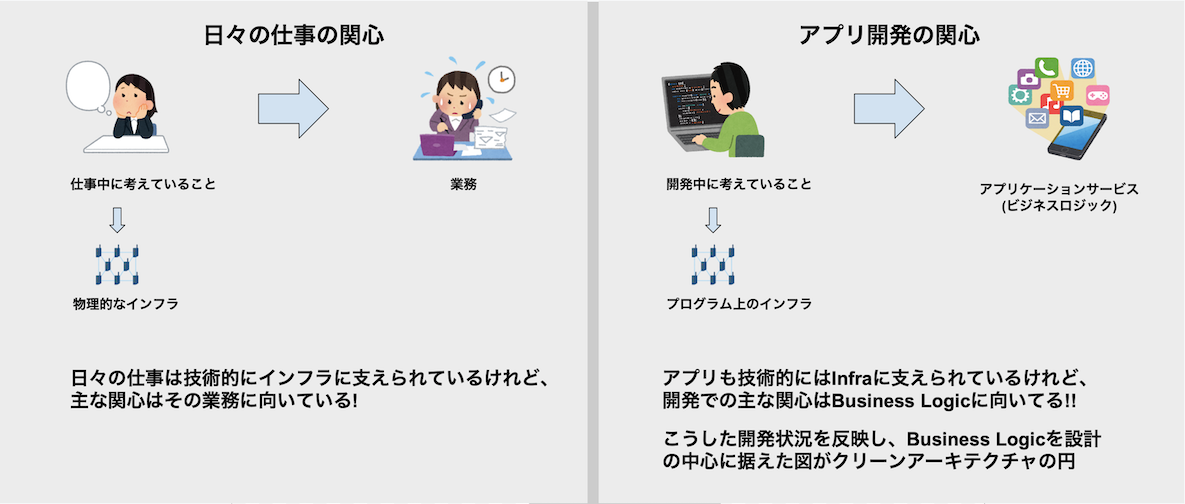 日々の仕事の関心
仕事中に考えていること
業務
物理的なインフラ
日々の仕事は技術的にインフラに支えられているけれど、
主な関心はその業務に向いている!
アプリ開発の関心
開発中に考えていること
アプリケーションサービス
(ビジネスロジック)
プログラム上のインフラ
アプリも技術的にはInfraに支えられているけれど、
開発での主な関心はBusiness Logicに向いてる!!
こうした開発状況を反映し、Business Logicを設計
の中心に据えた図がクリーンアーキテクチャの円